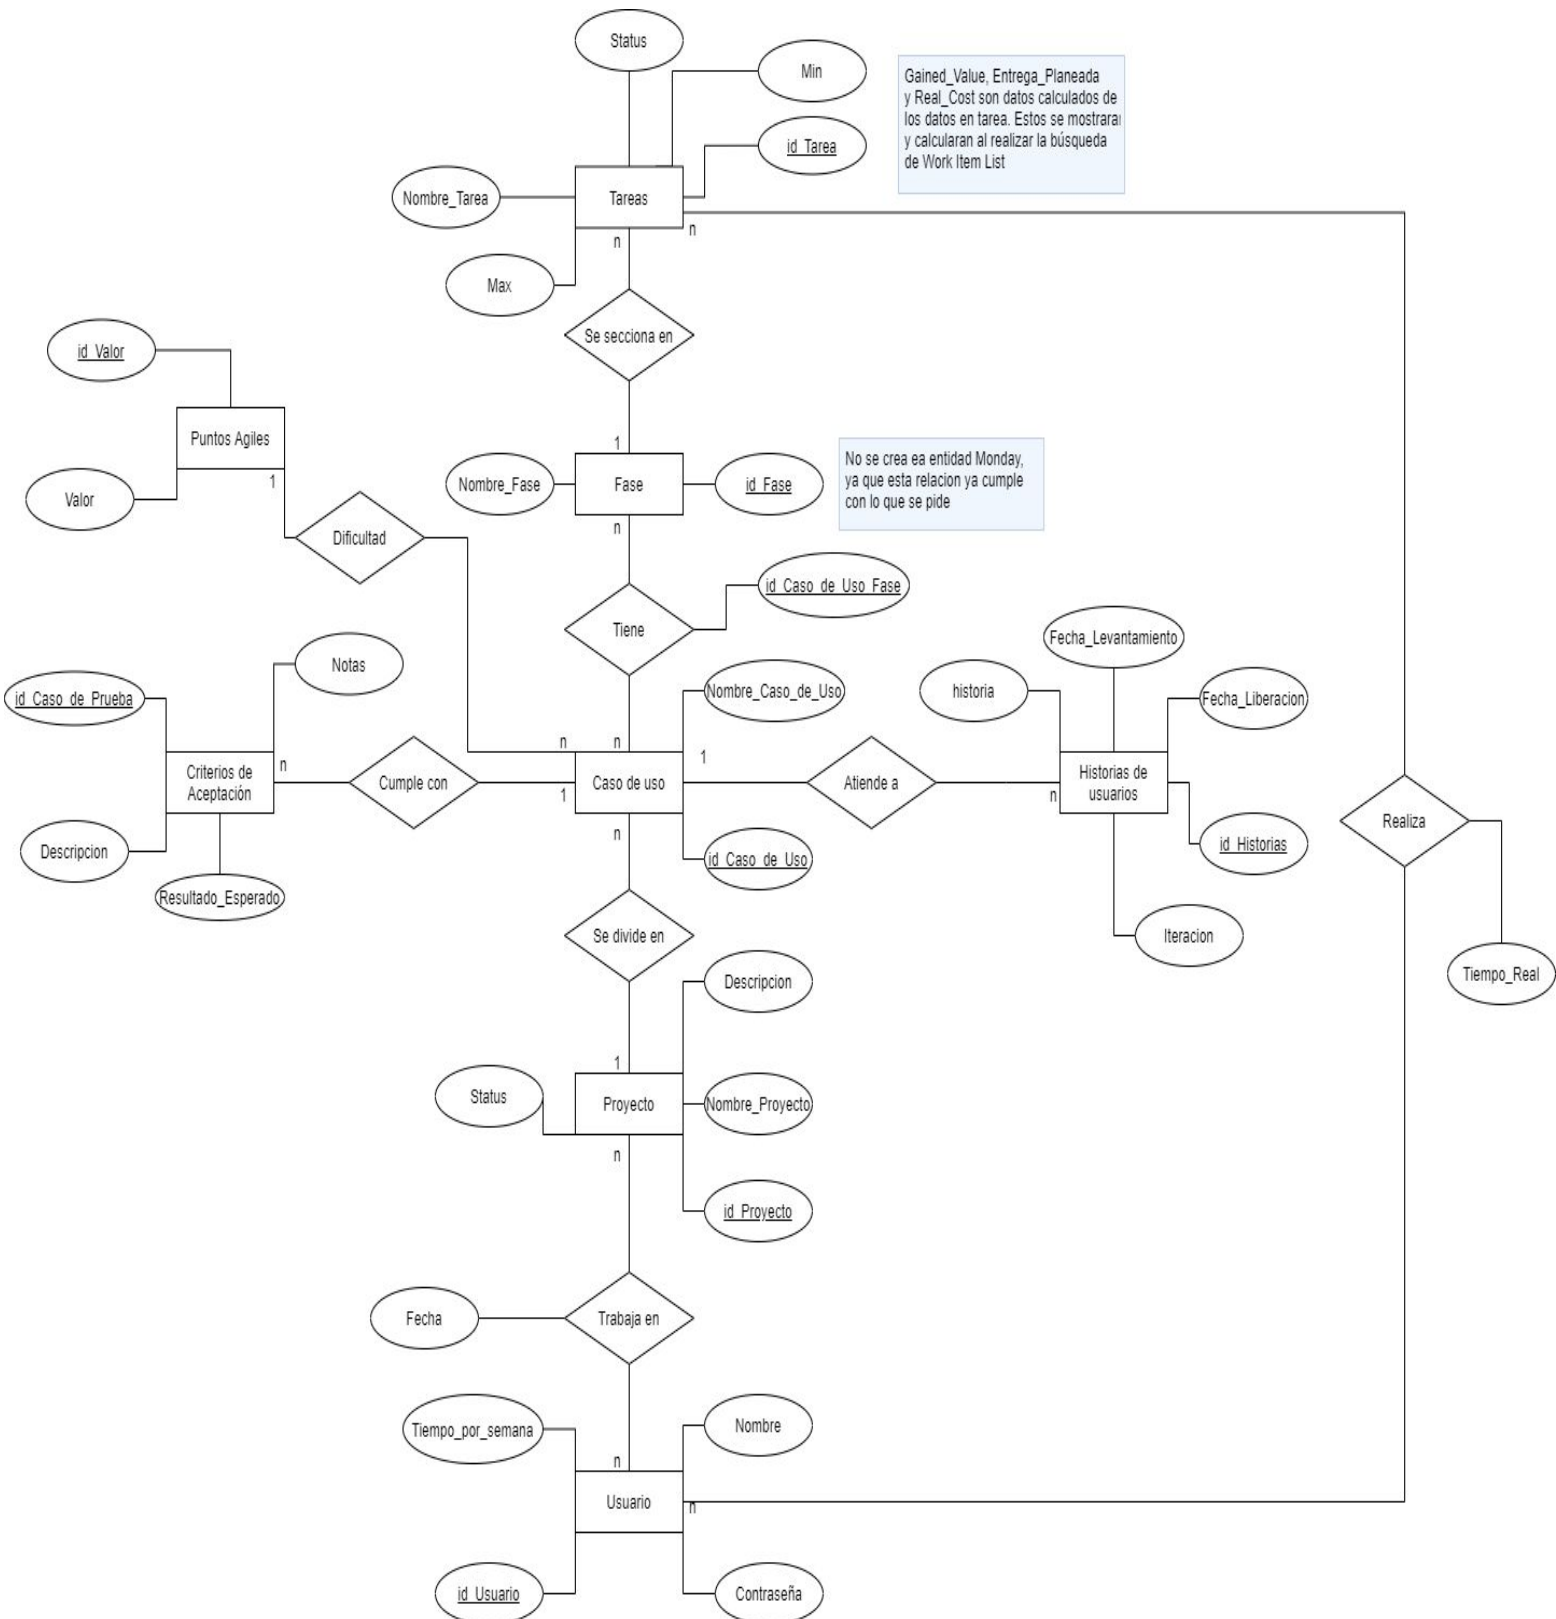 Status
Min
Gained_Value, Entrega_Planeada
y Real_Cost son datos calculados de
los datos en tarea. Estos se mostrara
y calcularan al realizar la búsqueda
de Work Item List
id_Tarea
Nombre_Tarea
Tareas
n
n
Max
Se secciona en
id_Valor
Puntos Agiles
1
Valor
1
Nombre_Fase
Fase
id_Fase
n
No se crea ea entidad Monday,
ya que esta relacion ya cumple
con lo que se pide
Dificultad
id_Caso_de_Uso_Fase
Tiene
Notas
id_Caso_de_Prueba
Nombre_Caso_de_Uso
historia
Fecha_Levantamiento
Fecha_Liberacion
n
n
n
1
Criterios de
Aceptación
Cumple con
1
Caso de uso
Atiende a
n
Historias de
usuarios
Realiza
n
Descripcion
Resultado_Esperado
id_Caso_de_Uso
id_Historias
Se divide en
Iteracion
Tiempo_Real
Descripcion
1
Status
Proyecto
Nombre_Proyecto
n
id_Proyecto
Fecha
Trabaja en
Tiempo_por_semana
Nombre
n
Usuario
n
id_Usuario
Contraseña